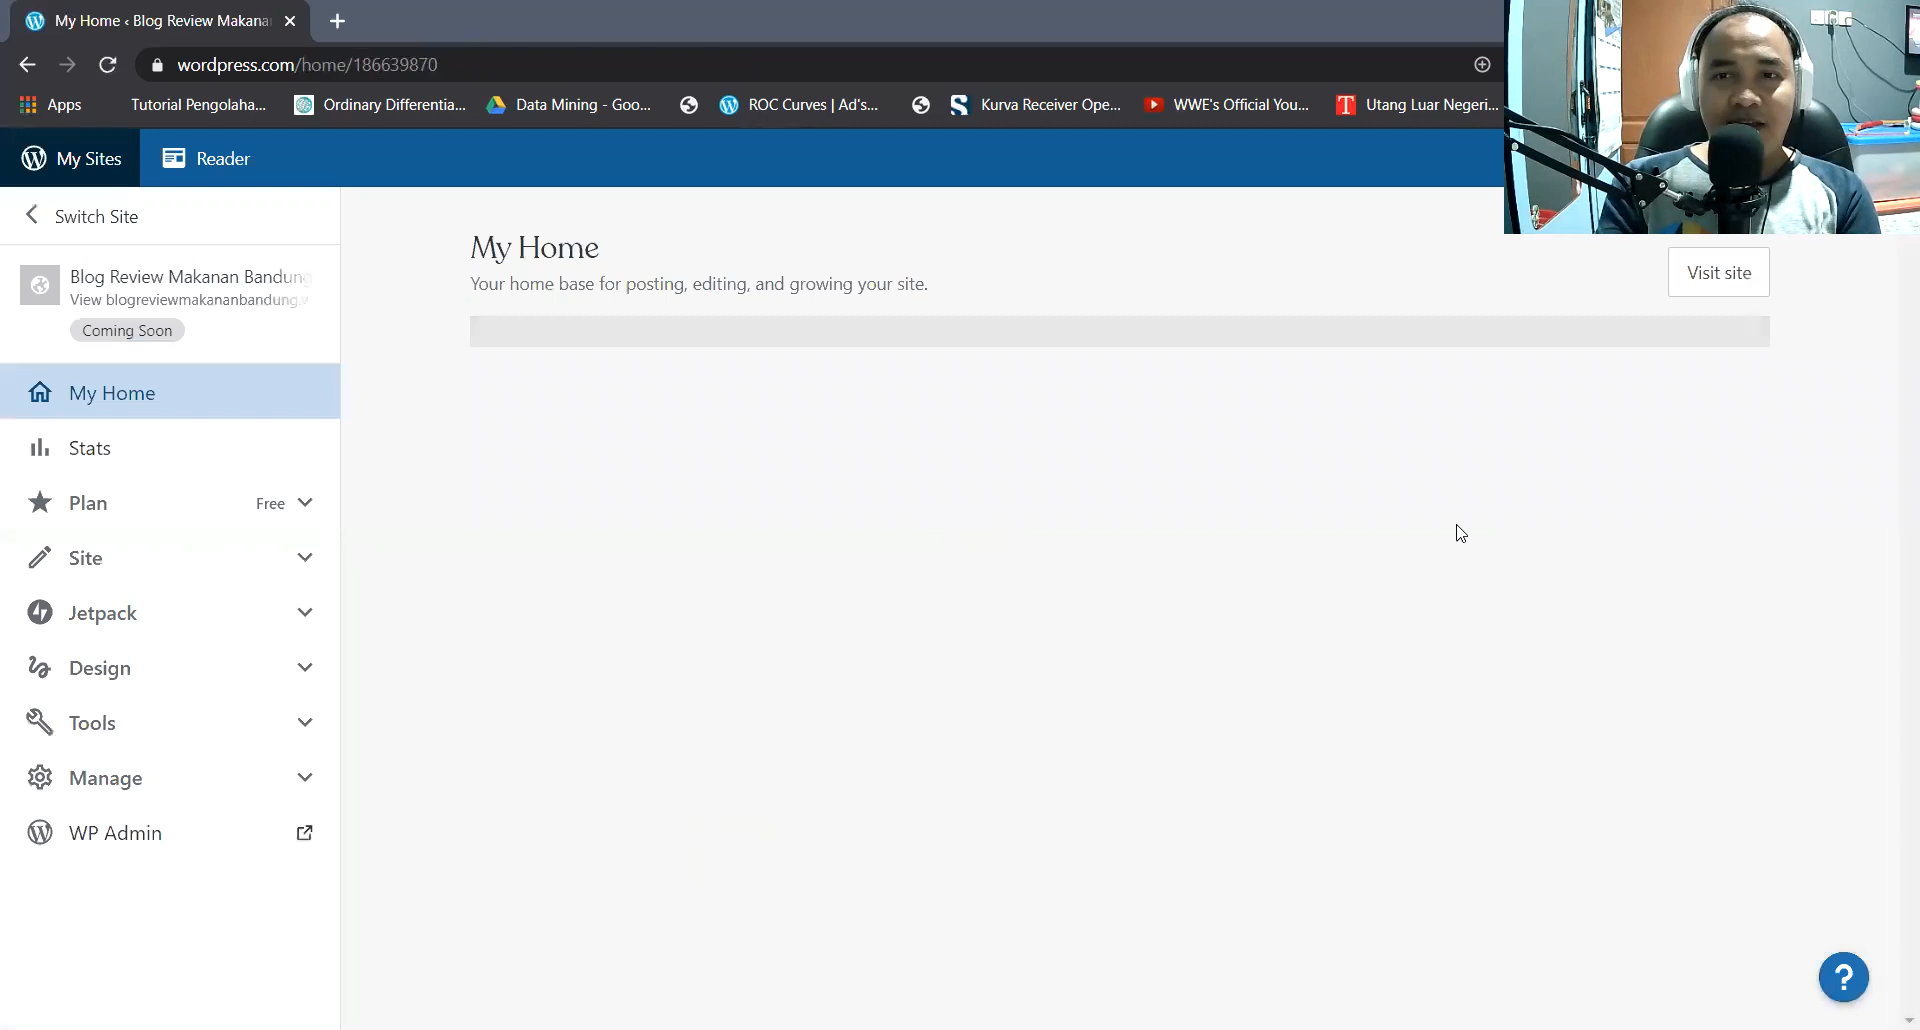 My Home ‹ Blog Review Makana
wordpress.com/home/186639870
Apps
Tutorial Pengolaha...
Ordinary Differentia...
Data Mining - Goo...
ROC Curves | Ad's...
Kurva Receiver Ope...
WWE's Official You...
Utang Luar Negeri...
My Sites
Reader
Switch Site
Blog Review Makanan Bandung
View blogreviewmakananbandung.w
Coming Soon
My Home
Stats
Plan
Free
Site
Jetpack
Design
Tools
Manage
WP Admin
My Home
Your home base for posting, editing, and growing your site.
Visit site
?